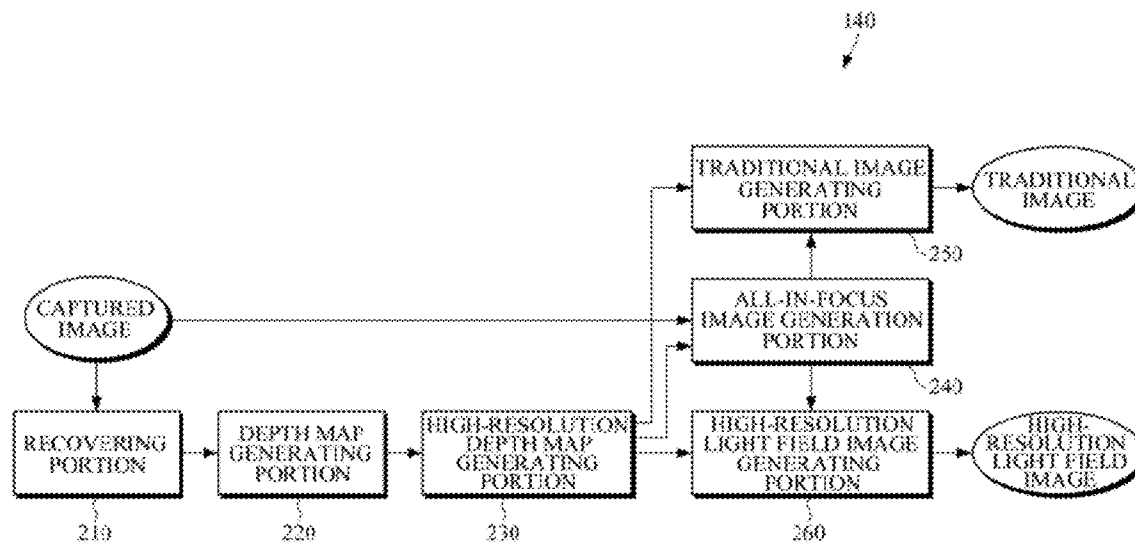 140
TRADITIONAL IMAGE
GENERATING
PORTION
TRADITIONAL
IMAGE
250
CAPTURED
IMAGE
ALL-IN-FOCUS
IMAGE GENERATION
PORTION
240
RECOVERING
PORTION
DEPTH MAP
GENERATING
PORTION
HIGH-RESOLUTION
DEPTH MAP
GENERATING
PORTION
HIGH-RESOLUTION
LIGHT FIELD IMAGE
GENERATING
PORTION
HIGH-
RESOLUTION
LIGHT FIELD
IMAGE
210
220
230
260